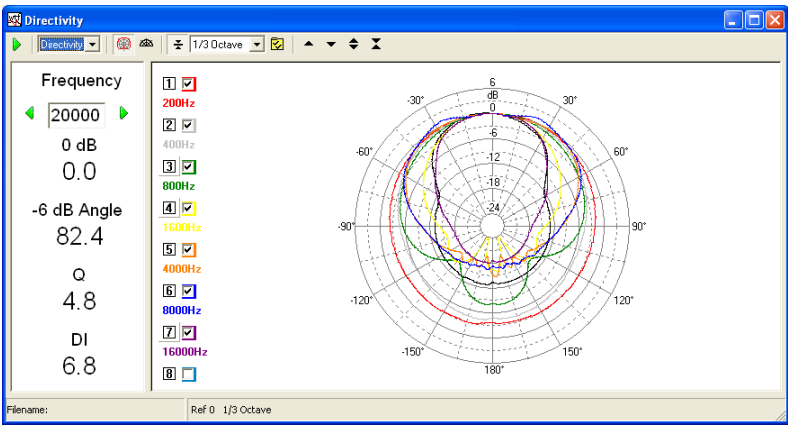 Directivity
Directivity 1/3 Octave
Frequency
20000
0 dB
0.0
-6 dB Angle
82.4
Q
4.8
DI
6.8
1
200Hz
2
400Hz
3
800Hz
4
1600Hz
5
4000Hz
6
8000Hz
7
16000Hz
8
6
dB
0
-6
-12
-18
-24
-30°
30°
-60°
60°
-90°
90°
-120°
120°
-150°
150°
180°
Filename: Ref 0 1/3 Octave